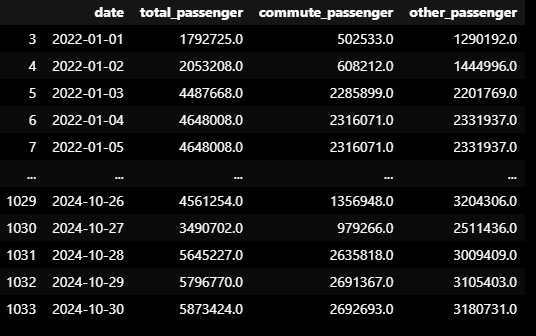 date total_passenger commute_passenger other_passenger
3 2022-01-01 1792725.0 502533.0 1290192.0
4 2022-01-02 2053208.0 608212.0 1444996.0
5 2022-01-03 4487668.0 2285899.0 2201769.0
6 2022-01-04 4648008.0 2316071.0 2331937.0
7 2022-01-05 4648008.0 2316071.0 2331937.0
... ... ... ... ...
1029 2024-10-26 4561254.0 1356948.0 3204306.0
1030 2024-10-27 3490702.0 979266.0 2511436.0
1031 2024-10-28 5645227.0 2635818.0 3009409.0
1032 2024-10-29 5796770.0 2691367.0 3105403.0
1033 2024-10-30 5873424.0 2692693.0 3180731.0